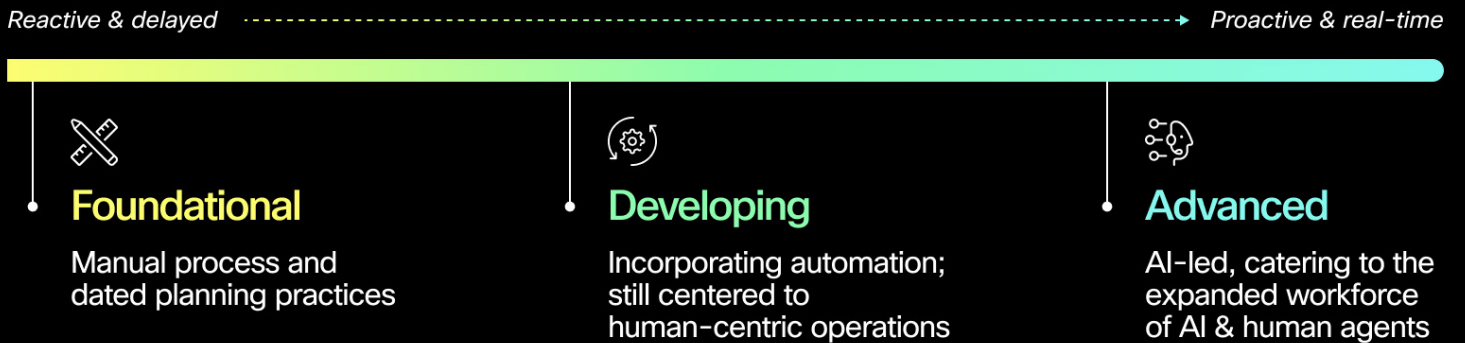 Reactive & delayed
Proactive & real-time
Foundational
Manual process and
dated planning practices
Developing
Incorporating automation;
still centered to
human-centric operations
Advanced
AI-led, catering to the
expanded workforce
of AI & human agents